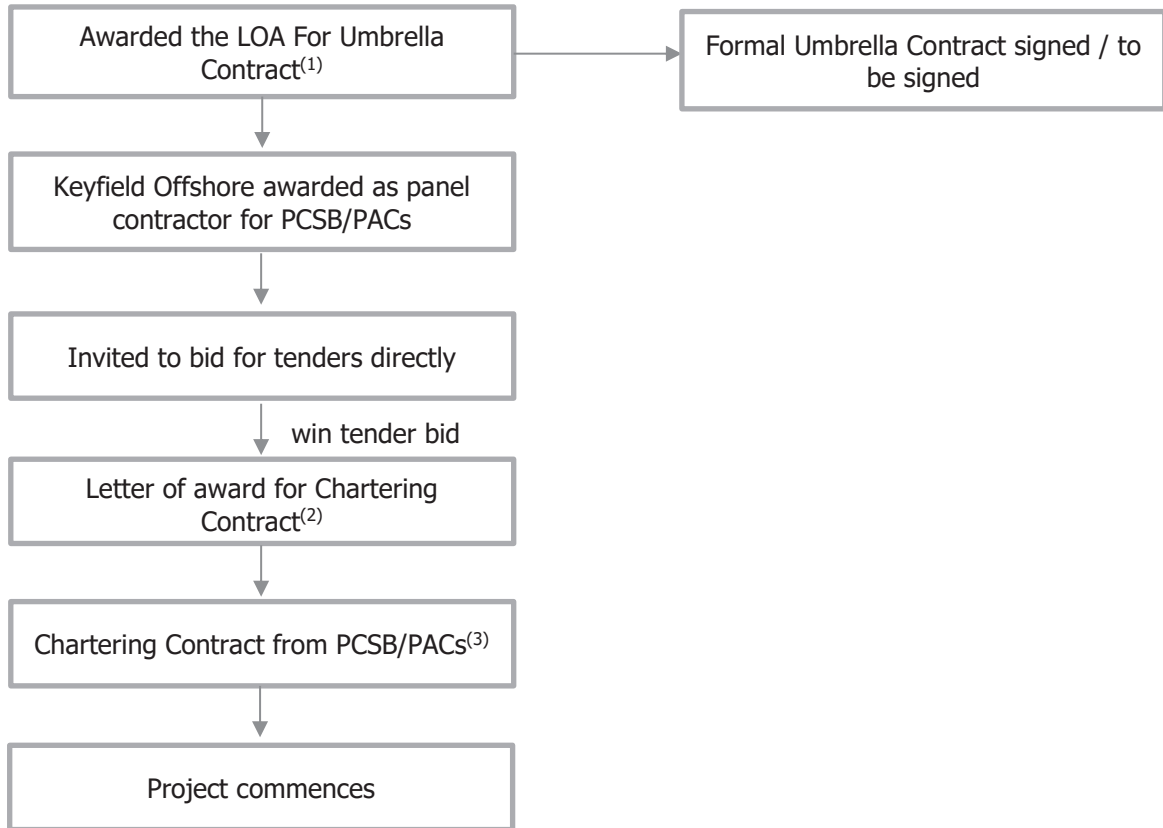 Awarded the LOA For Umbrella
Contract(1)
Formal Umbrella Contract signed / to
be signed
Keyfield Offshore awarded as panel
contractor for PCSB/PACs
Invited to bid for tenders directly
win tender bid
Letter of award for Chartering
Contract(2)
Chartering Contract from PCSB/PACs(3)
Project commences